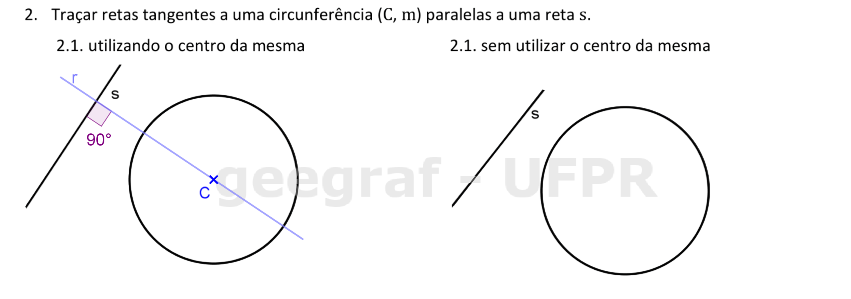 2. Traçar retas tangentes a uma circunferência (C, m) paralelas a uma reta s.
2.1. utilizando o centro da mesma
2.1. sem utilizar o centro da mesma
r
s
90°
C
s
geegraf - UFPR